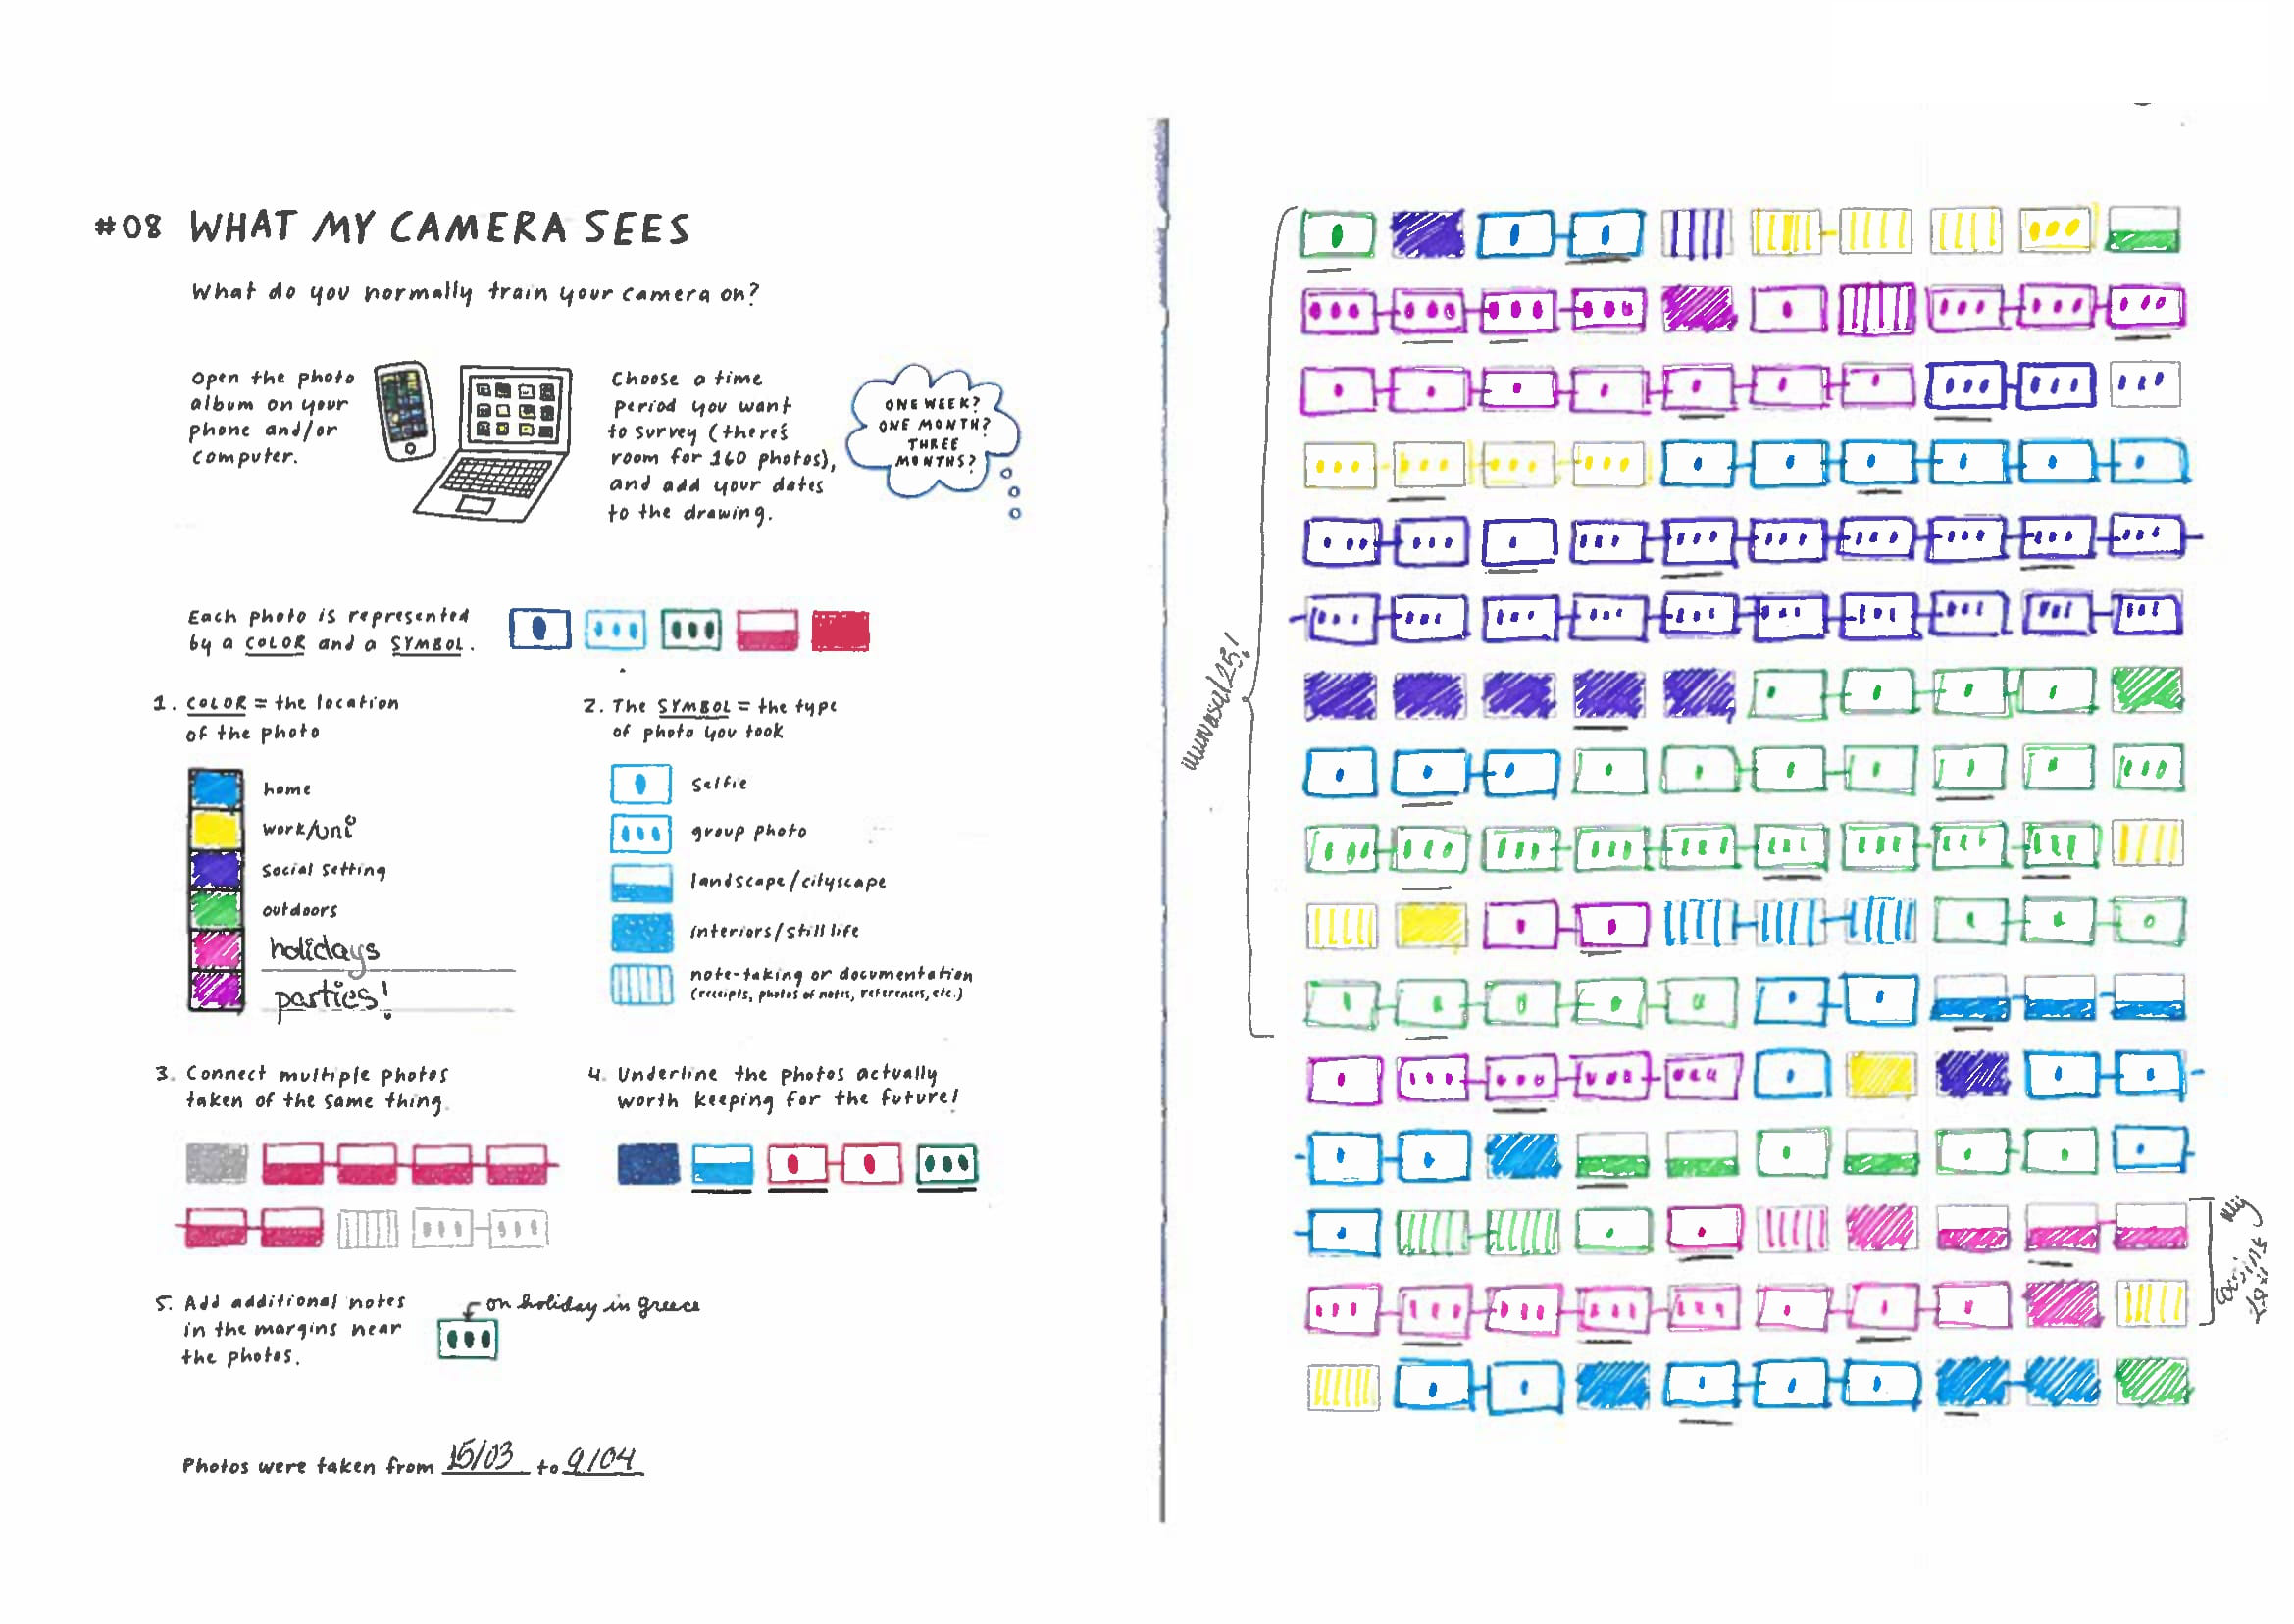 #08 WHAT MY CAMERA SEES
What do you normally train your camera on?
Open the photo
album on your
phone and/or
computer.
Choose a time
period you want
to survey (there's
room for 160 photos),
and add your dates
to the drawing.
ONE WEEK?
ONE MONTH?
THREE
MONTHS?
Each photo is represented
by a COLOR and a SYMBOL.
1. COLOR = the location
of the photo
home
work/uni
social setting
outdoors
holidays
parties!
2. The SYMBOL = the type
of photo you took
selfie
group photo
landscape/cityscape
interiors/still life
note-taking or documentation
(receipts, photos of notes, references, etc.)
3. Connect multiple photos
taken of the same thing.
4. Underline the photos actually
worth keeping for the future!
5. Add additional notes
in the margins near
the photos.
on holiday in greece
Photos were taken from 15/03 to 9/04